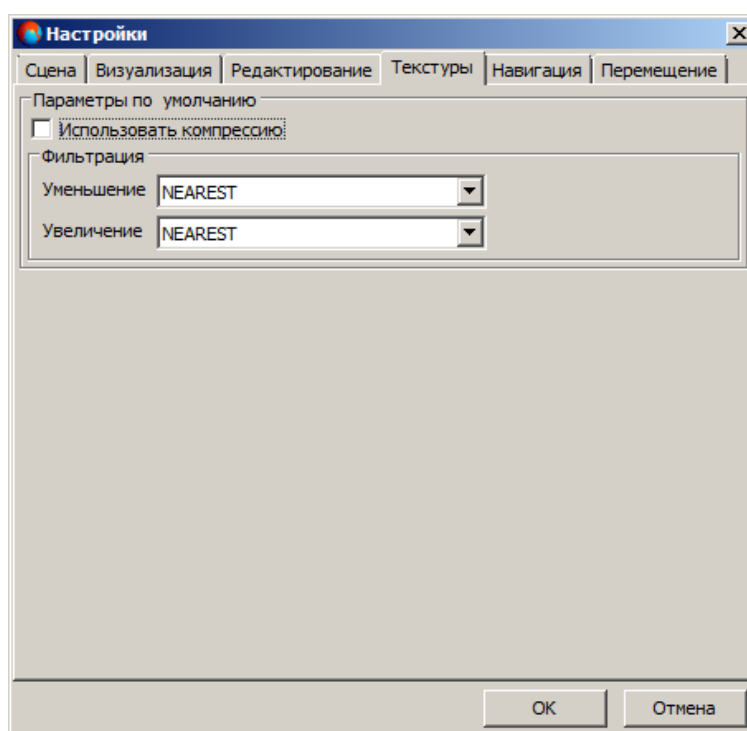 Настройки
Сцена Визуализация Редактирование Текстуры Навигация Перемещение
Параметры по умолчанию
Использовать компрессию
Фильтрация
Уменьшение NEAREST
Увеличение NEAREST
OK Отмена